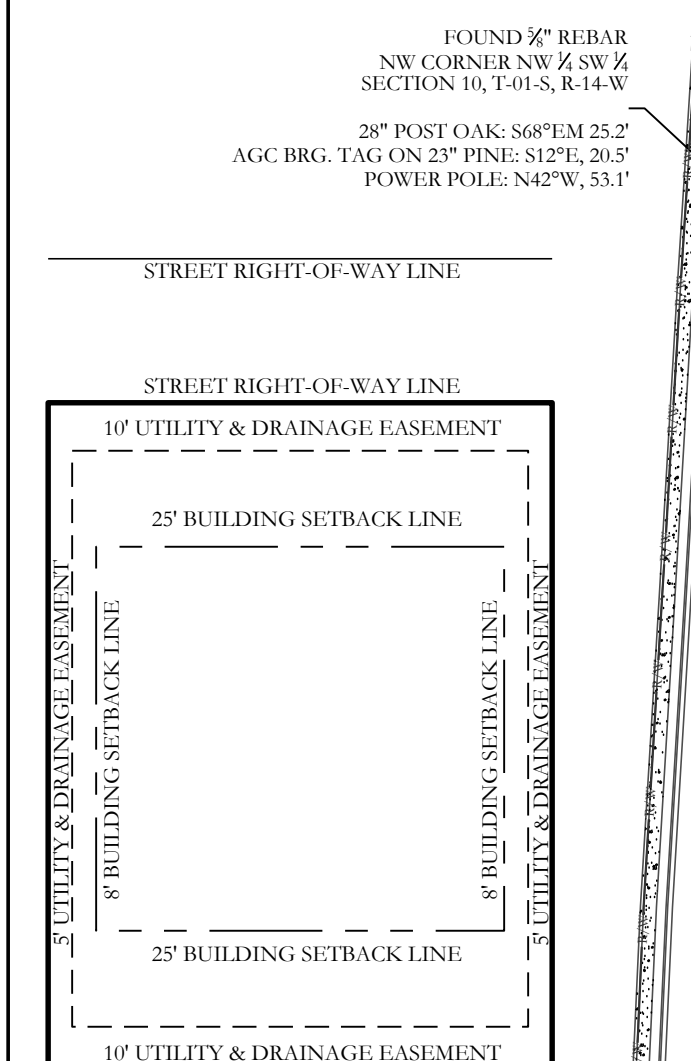 FOUND ⅝" REBAR
NW CORNER NW ¼ SW ¼
SECTION 10, T-01-S, R-14-W
28" POST OAK: S68°EM 25.2'
AGC BRG. TAG ON 23" PINE: S12°E, 20.5'
POWER POLE: N42°W, 53.1'
STREET RIGHT-OF-WAY LINE
STREET RIGHT-OF-WAY LINE
10' UTILITY & DRAINAGE EASEMENT
25' BUILDING SETBACK LINE
5' UTILITY & DRAINAGE EASEMENT
8' BUILDING SETBACK LINE
8' BUILDING SETBACK LINE
5' UTILITY & DRAINAGE EASEMENT
25' BUILDING SETBACK LINE
10' UTILITY & DRAINAGE EASEMENT